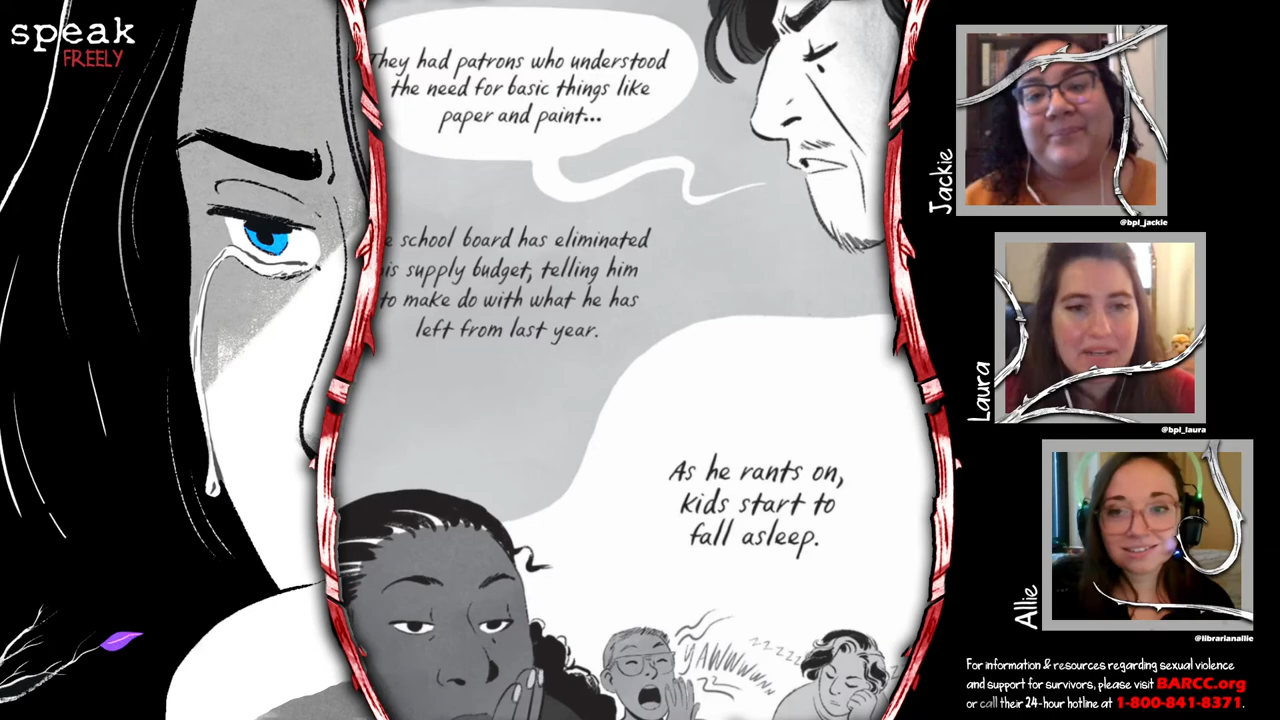 speak
FREELY
They had patrons who understood
the need for basic things like
paper and paint...
school board has eliminated
supply budget, telling him
to make do with what he has
left from last year.
As he rants on,
kids start to
fall asleep.
YAWWWN
ZZZZZZZ
Jackie
@bpl_jackie
Laura
@bpl_laura
Allie
@librarianallie
For information & resources regarding sexual violence
and support for survivors, please visit BARCC.org
or call their 24-hour hotline at 1-800-841-8371.